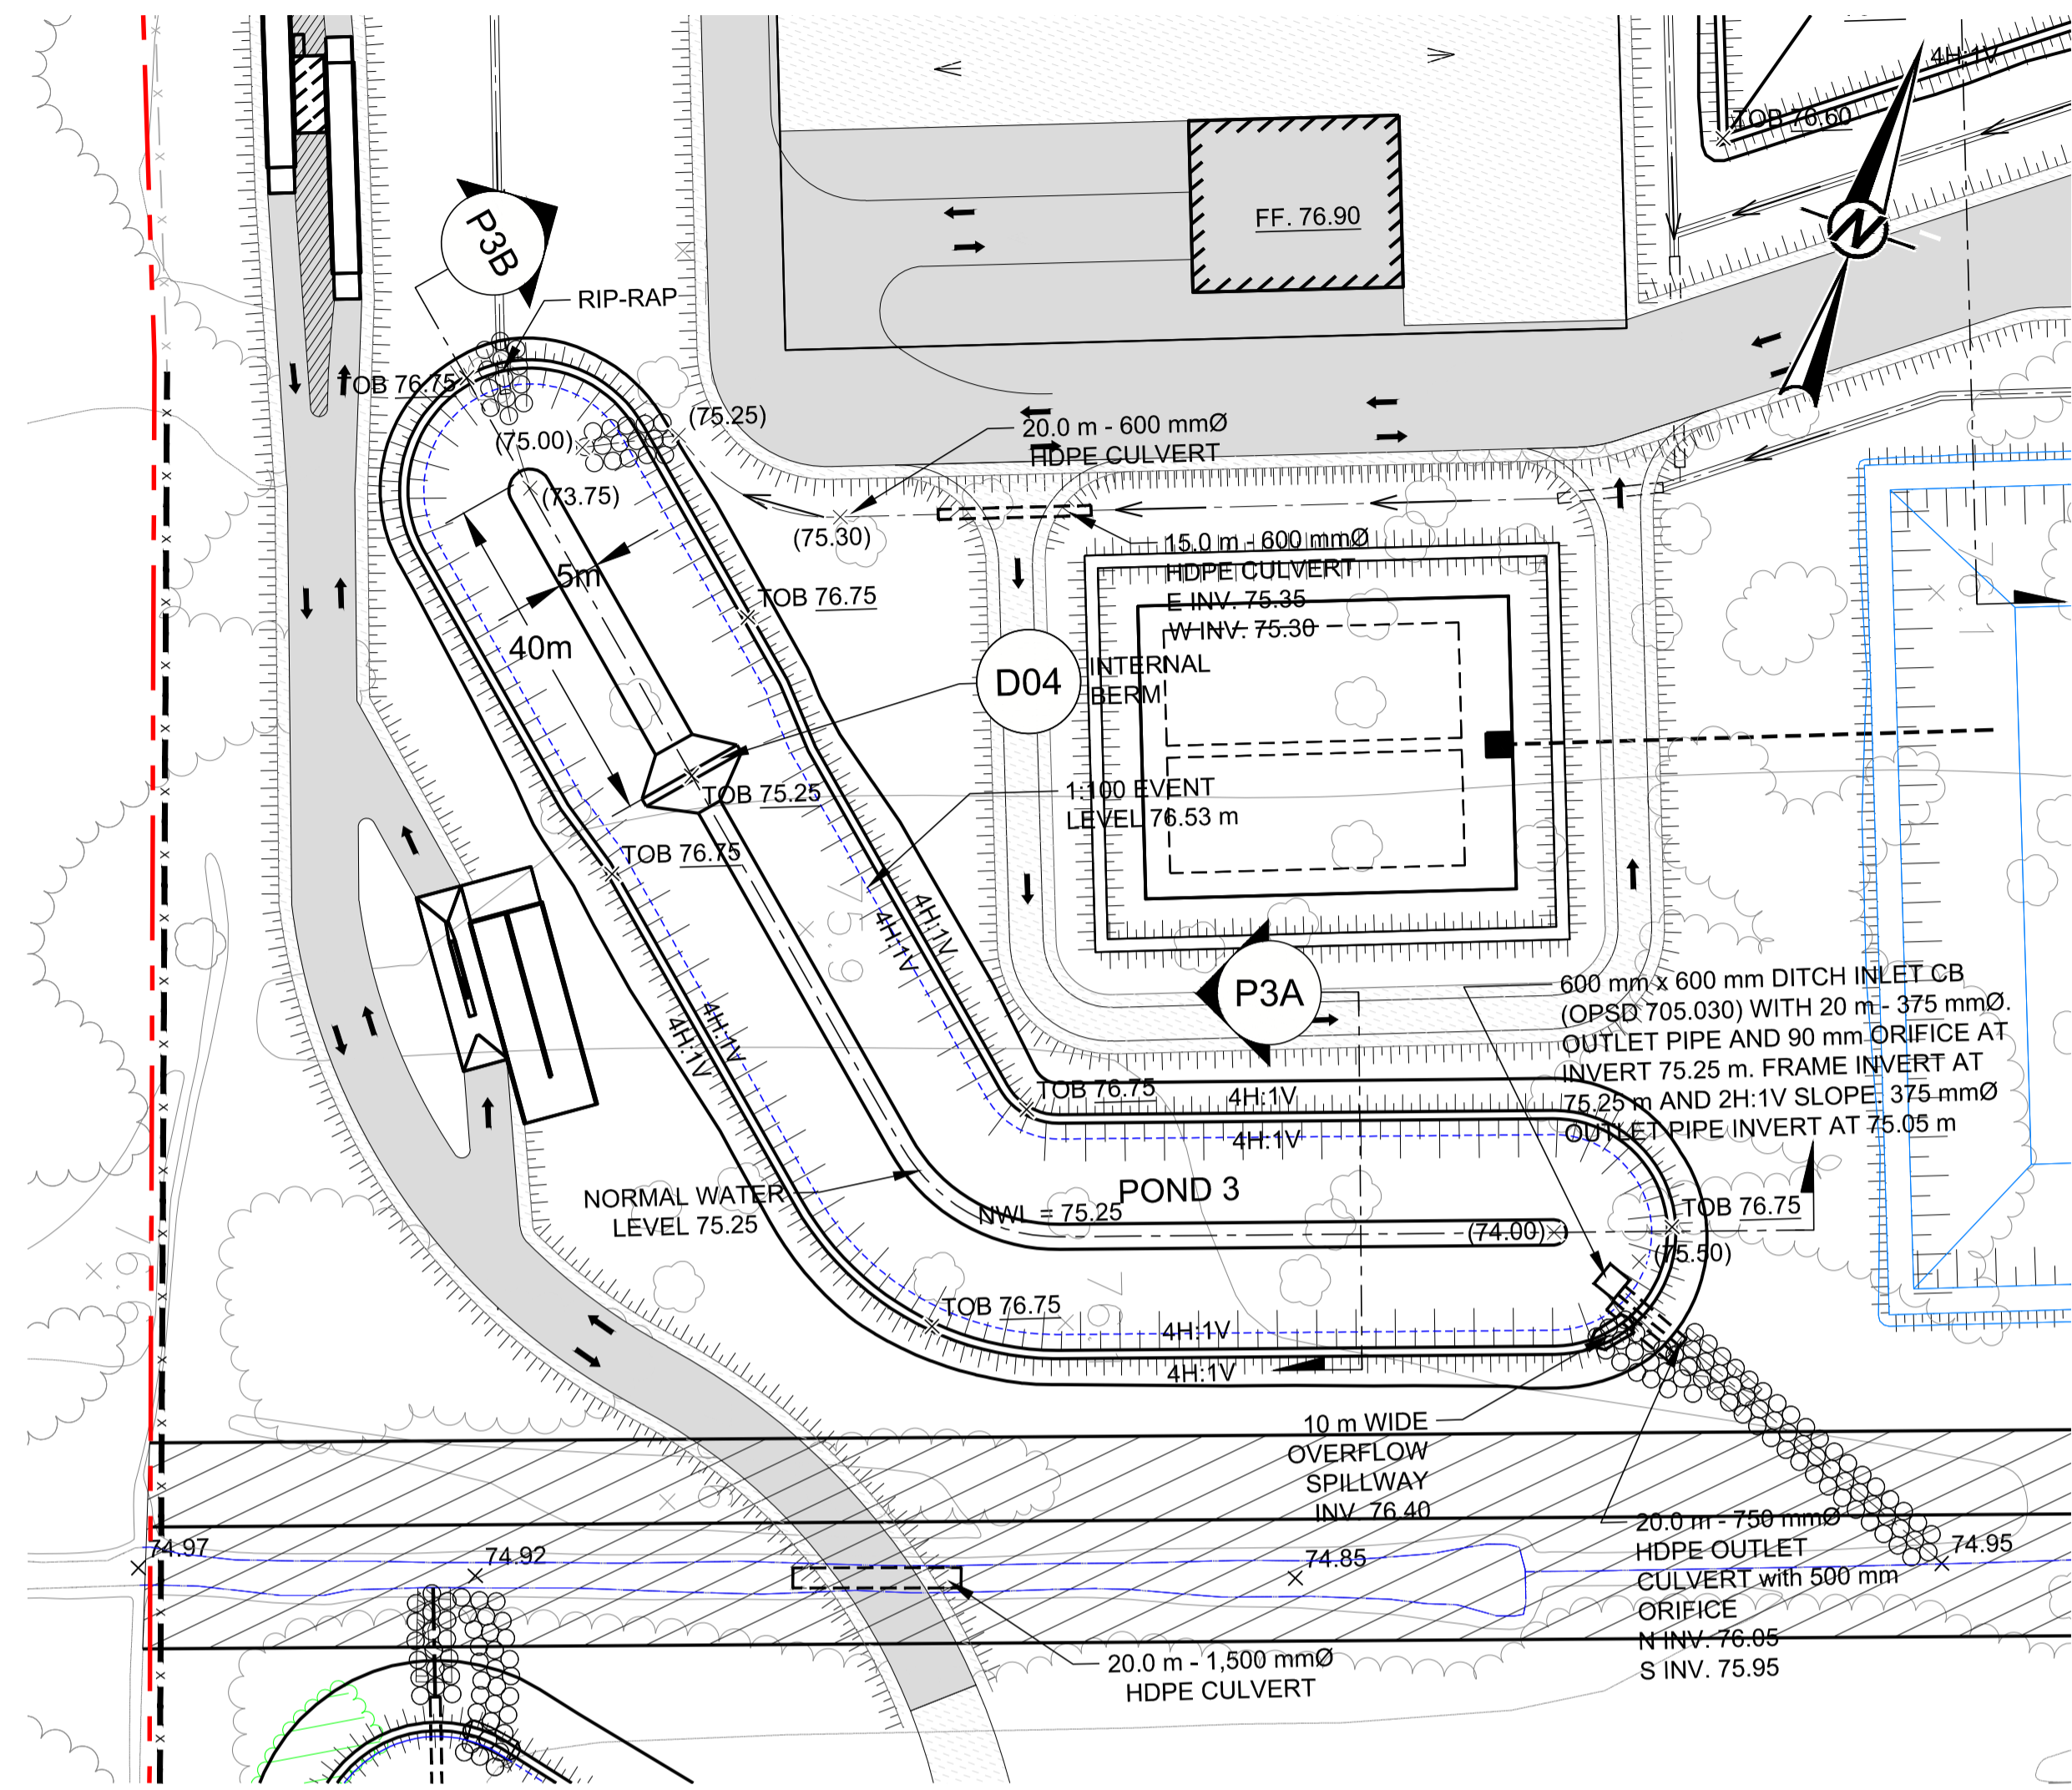 4H:1V
TOB 76.60
N
P3B
FF. 76.90
RIP-RAP
TOB 76.75
(75.25)
(75.00)
20.0 m - 600 mmØ
HDPE CULVERT
(73.75)
(75.30)
15.0 m - 600 mmØ
HDPE CULVERT
E INV. 75.35
W INV. 75.30
5m
TOB 76.75
40m
D04
INTERNAL
BERM
TOB 75.25
1:100 EVENT
LEVEL 76.53 m
TOB 76.75
4H:1V
4H:1V
4H:1V
4H:1V
P3A
600 mm x 600 mm DITCH INLET CB
(OPSD 705.030) WITH 20 m - 375 mmØ.
OUTLET PIPE AND 90 mm ORIFICE AT
INVERT 75.25 m. FRAME INVERT AT
75.25 m AND 2H:1V SLOPE. 375 mmØ
OUTLET PIPE INVERT AT 75.05 m
TOB 76.75
4H:1V
4H:1V
NORMAL WATER
LEVEL 75.25
POND 3
NWL = 75.25
(74.00)
TOB 76.75
(75.50)
TOB 76.75
4H:1V
4H:1V
10 m WIDE
OVERFLOW
SPILLWAY
INV. 76.40
74.97
74.92
74.85
74.95
20.0 m - 750 mmØ
HDPE OUTLET
CULVERT with 500 mm
ORIFICE
N INV. 76.05
S INV. 75.95
20.0 m - 1,500 mmØ
HDPE CULVERT